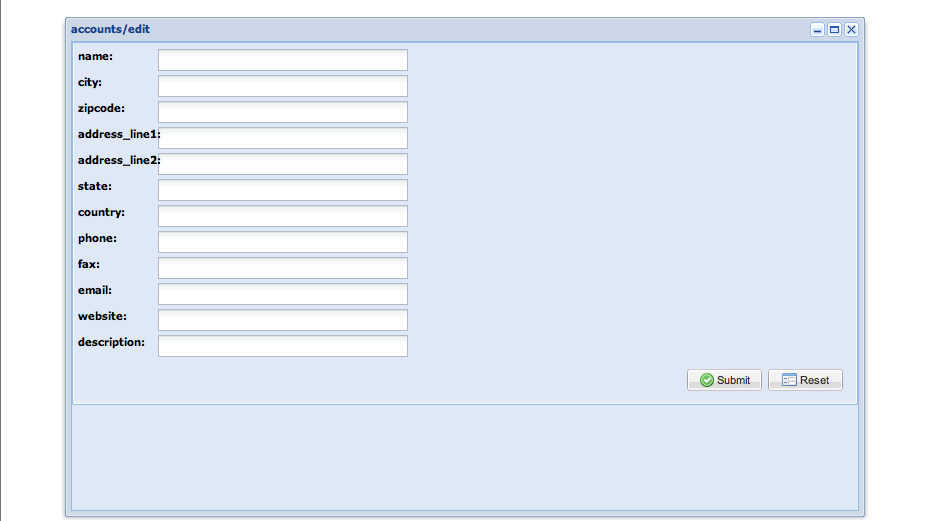 accounts/edit
name:
city:
zipcode:
address_line1:
address_line2:
state:
country:
phone:
fax:
email:
website:
description:
Submit Reset